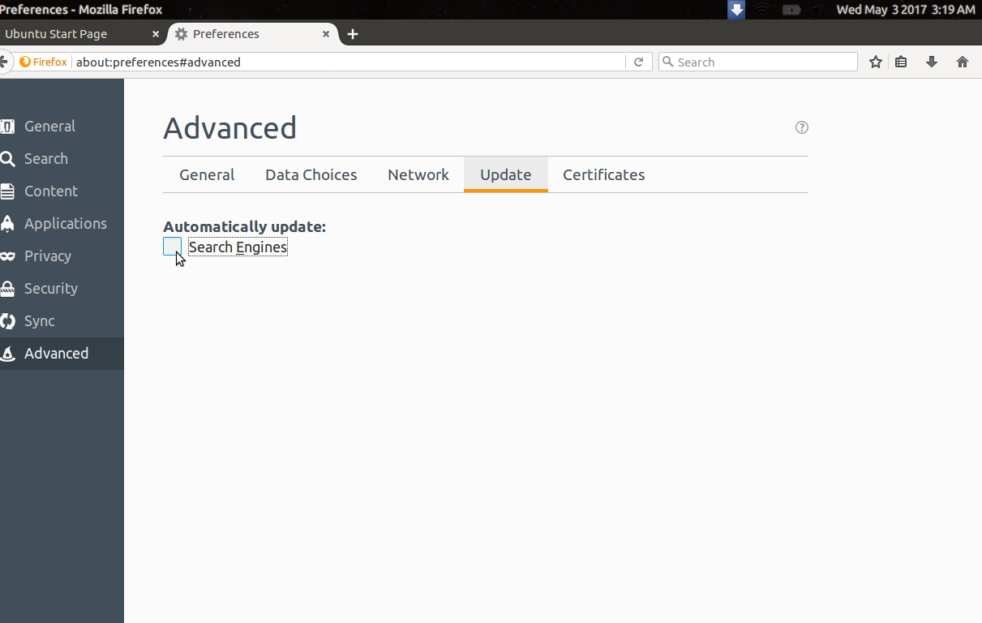 Preferences - Mozilla Firefox
Wed May 3 2017 3:19 AM
Ubuntu Start Page
Preferences
Firefox
about:preferences#advanced
Search
General
Search
Content
Applications
Privacy
Security
Sync
Advanced
Advanced
General
Data Choices
Network
Update
Certificates
Automatically update:
Search Engines